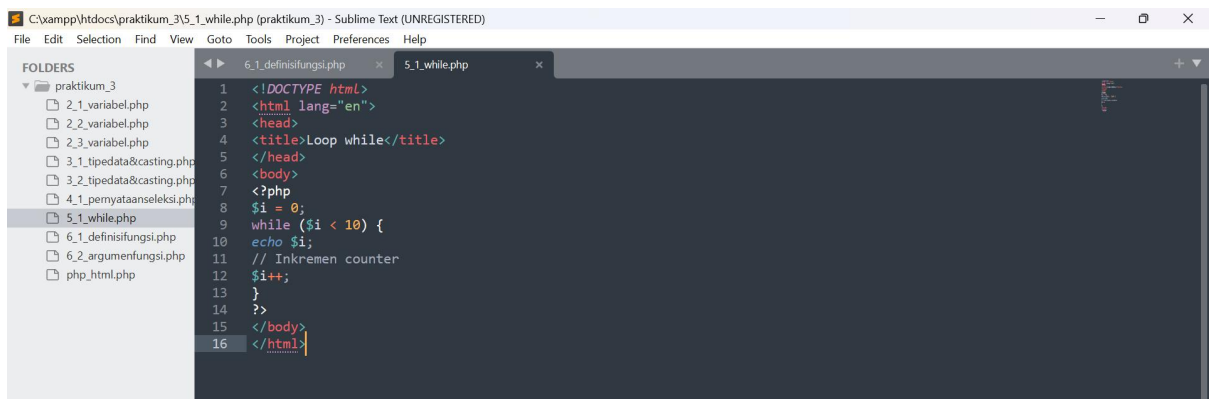 C:\xampp\htdocs\praktikum_3\5_1_while.php (praktikum_3) - Sublime Text (UNREGISTERED)
File Edit Selection Find View Goto Tools Project Preferences Help
FOLDERS
praktikum_3
2_1_variabel.php
2_2_variabel.php
2_3_variabel.php
3_1_tipedata&casting.php
3_2_tipedata&casting.php
4_1_pernyataanseleksi.php
5_1_while.php
6_1_definisifungsi.php
6_2_argumenfungsi.php
php_html.php
6_1_definisifungsi.php × 5_1_while.php ×
1 <!DOCTYPE html>
2 <html lang="en">
3 <head>
4 <title>Loop while</title>
5 </head>
6 <body>
7 <?php
8 $i = 0;
9 while ($i < 10) {
10 echo $i;
11 // Inkremen counter
12 $i++;
13 }
14 ?>
15 </body>
16 </html>